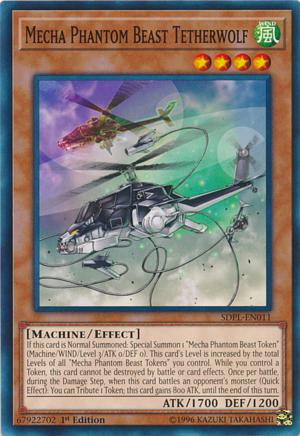 MECHA PHANTOM BEAST TETHERWOLF
WIND
風
SDPL-EN011
[MACHINE/EFFECT]
If this card is Normal Summoned: Special Summon 1 "Mecha Phantom Beast Token"
(Machine/WIND/Level 3/ATK 0/DEF 0). This card's Level is increased by the total
Levels of all "Mecha Phantom Beast Tokens" you control. While you control a
Token, this card cannot be destroyed by battle or card effects. Once per battle,
during the Damage Step, when this card battles an opponent's monster (Quick
Effect): You can Tribute 1 Token; this card gains 800 ATK, until the end of this turn.
ATK/1700 DEF/1200
67922702 1st Edition ©1996 KAZUKI TAKAHASHI